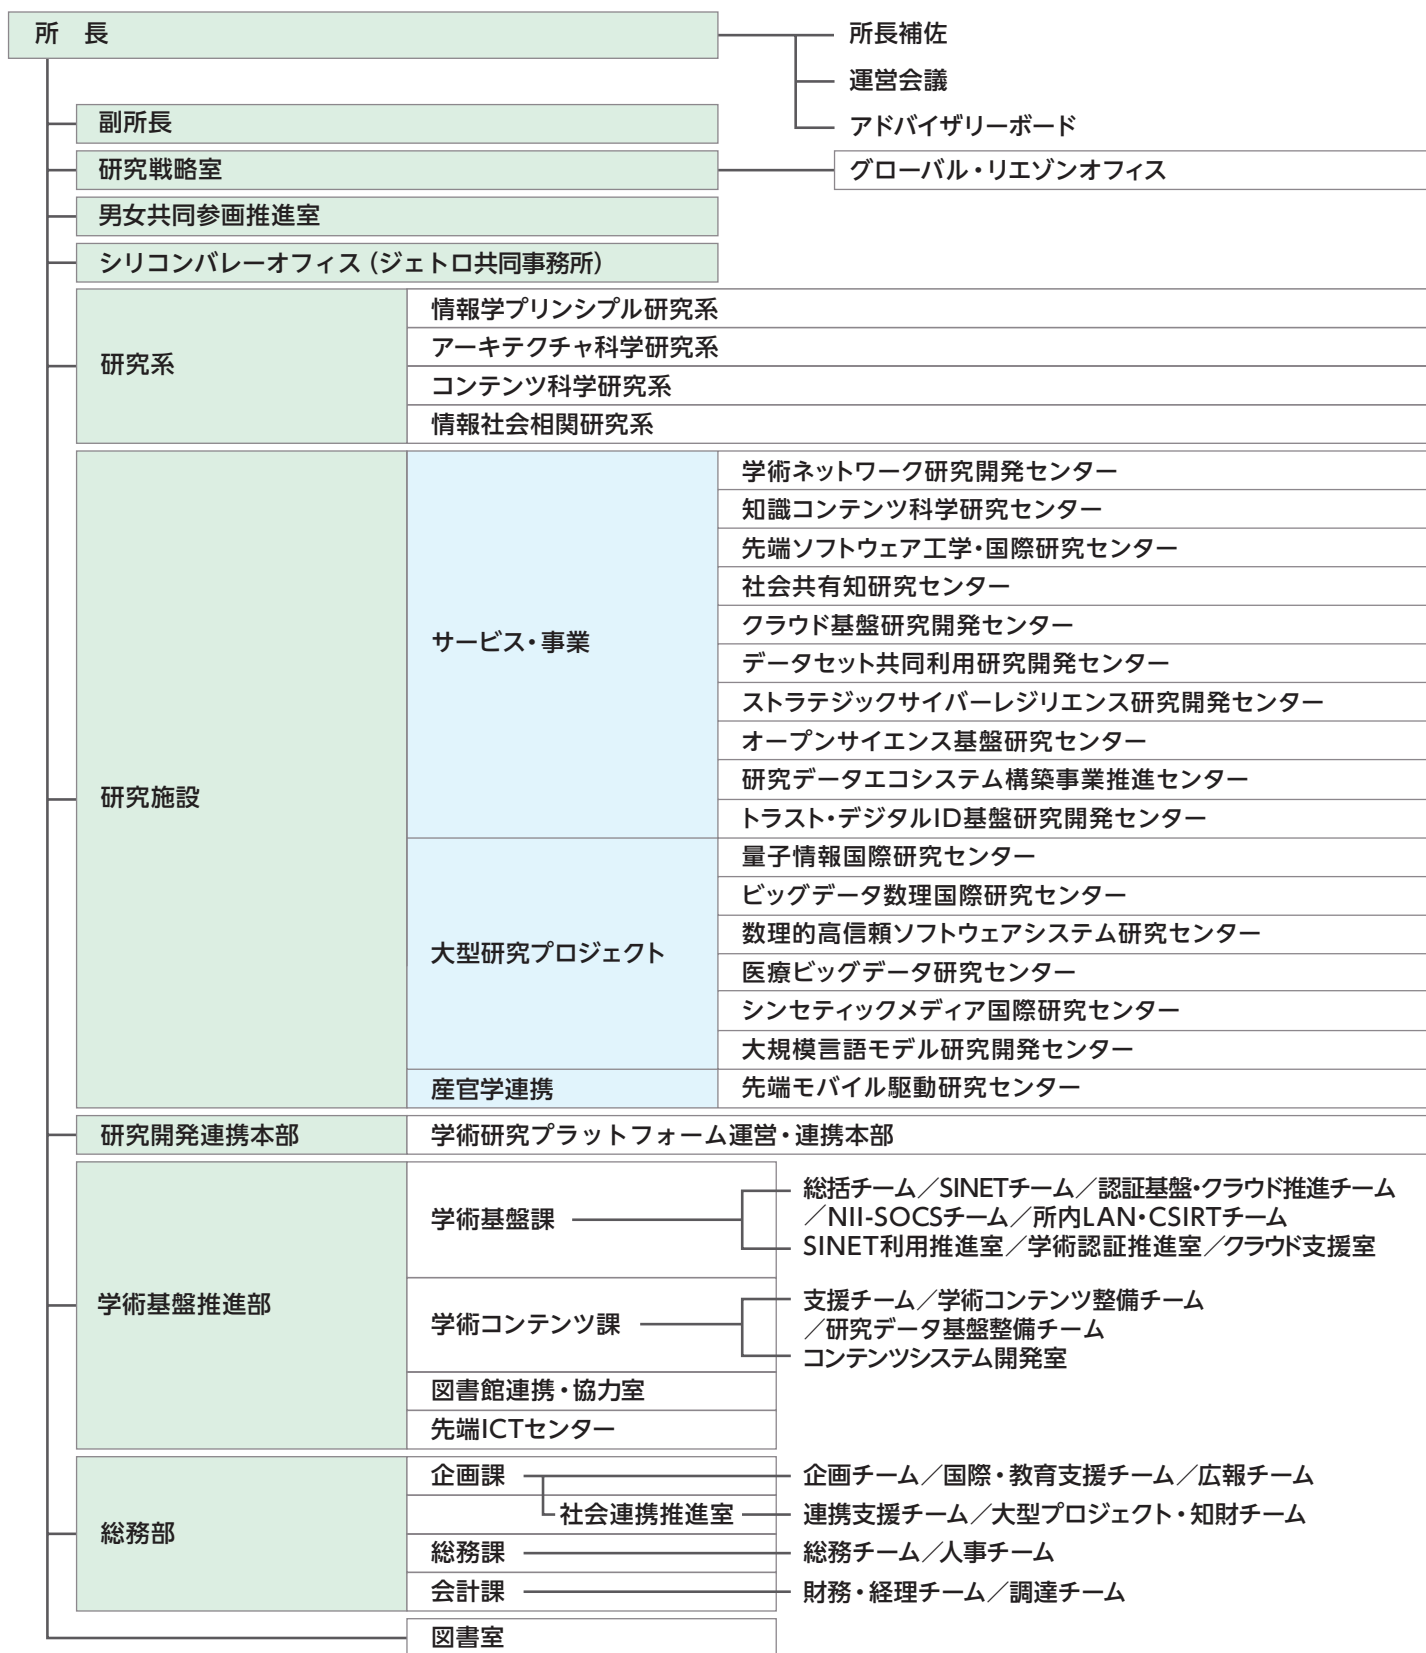 所　長
所長補佐
運営会議
アドバイザリーボード
副所長
研究戦略室
グローバル・リエゾンオフィス
男女共同参画推進室
シリコンバレーオフィス（ジェトロ共同事務所）
研究系
情報学プリンシプル研究系
アーキテクチャ科学研究系
コンテンツ科学研究系
情報社会相関研究系
研究施設
サービス・事業
学術ネットワーク研究開発センター
知識コンテンツ科学研究センター
先端ソフトウェア工学・国際研究センター
社会共有知研究センター
クラウド基盤研究開発センター
データセット共同利用研究開発センター
ストラテジックサイバーレジリエンス研究開発センター
オープンサイエンス基盤研究センター
研究データエコシステム構築事業推進センター
トラスト・デジタルID基盤研究開発センター
大型研究プロジェクト
量子情報国際研究センター
ビッグデータ数理国際研究センター
数理的高信頼ソフトウェアシステム研究センター
医療ビッグデータ研究センター
シンセティックメディア国際研究センター
大規模言語モデル研究開発センター
産官学連携
先端モバイル駆動研究センター
研究開発連携本部
学術研究プラットフォーム運営・連携本部
学術基盤推進部
学術基盤課
総括チーム／SINETチーム／認証基盤・クラウド推進チーム
／NII-SOCSチーム／所内LAN・CSIRTチーム
SINET利用推進室／学術認証推進室／クラウド支援室
学術コンテンツ課
支援チーム／学術コンテンツ整備チーム
／研究データ基盤整備チーム
コンテンツシステム開発室
図書館連携・協力室
先端ICTセンター
総務部
企画課
企画チーム／国際・教育支援チーム／広報チーム
社会連携推進室
連携支援チーム／大型プロジェクト・知財チーム
総務課
総務チーム／人事チーム
会計課
財務・経理チーム／調達チーム
図書室